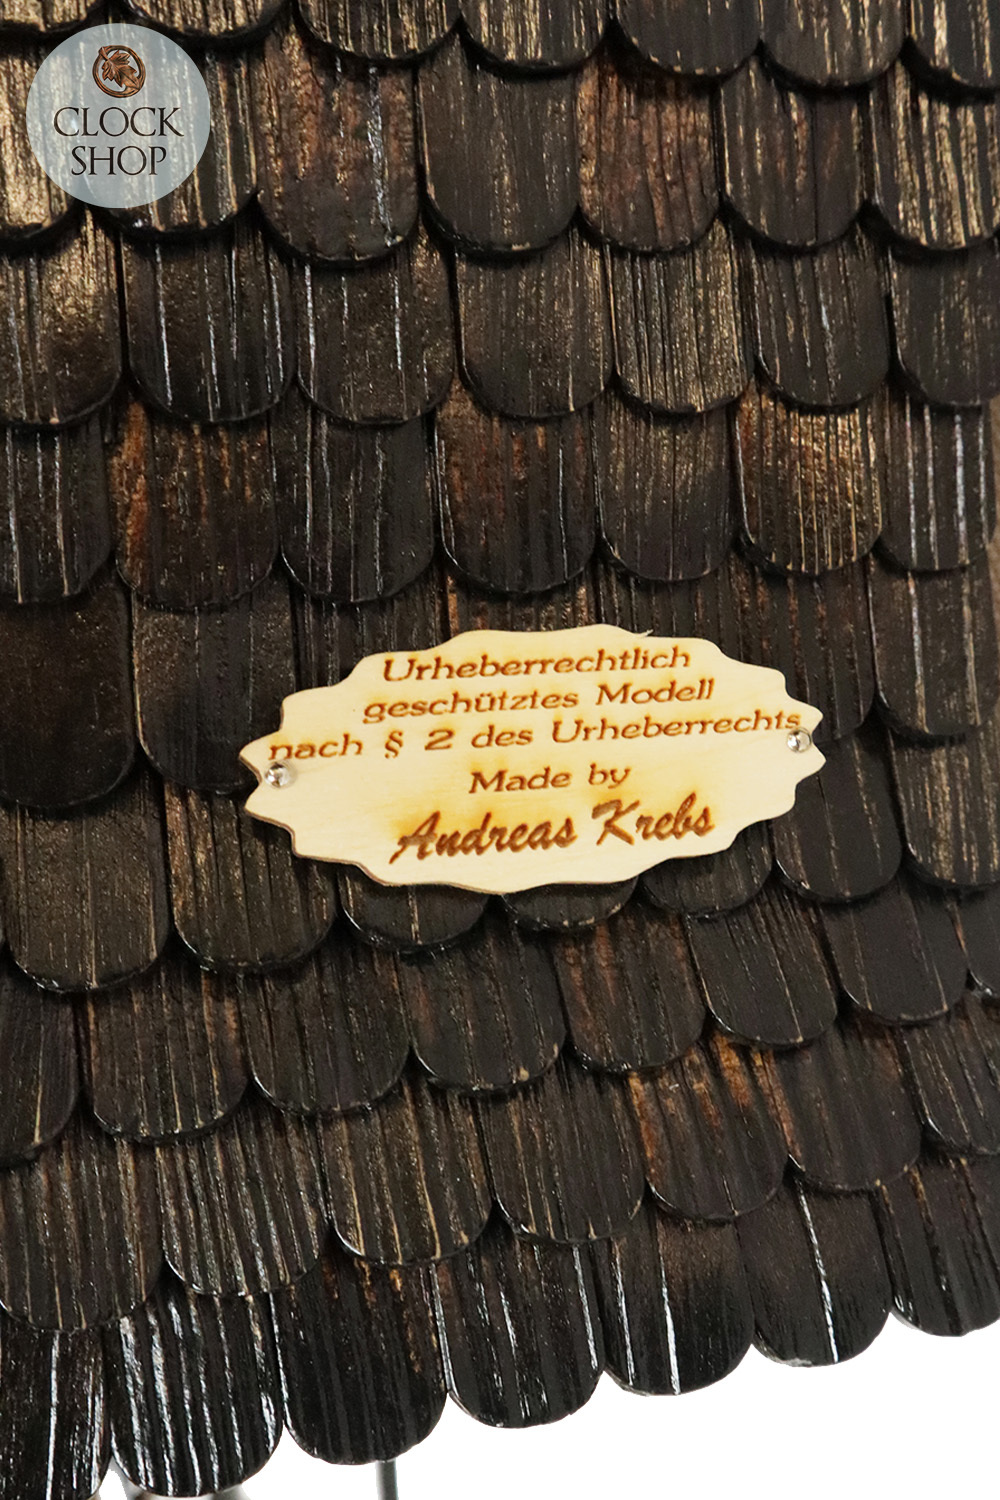 CLOCK
SHOP
Urheberrechtlich
geschütztes Modell
nach § 2 des Urheberrechts
Made by
Andreas Krebs